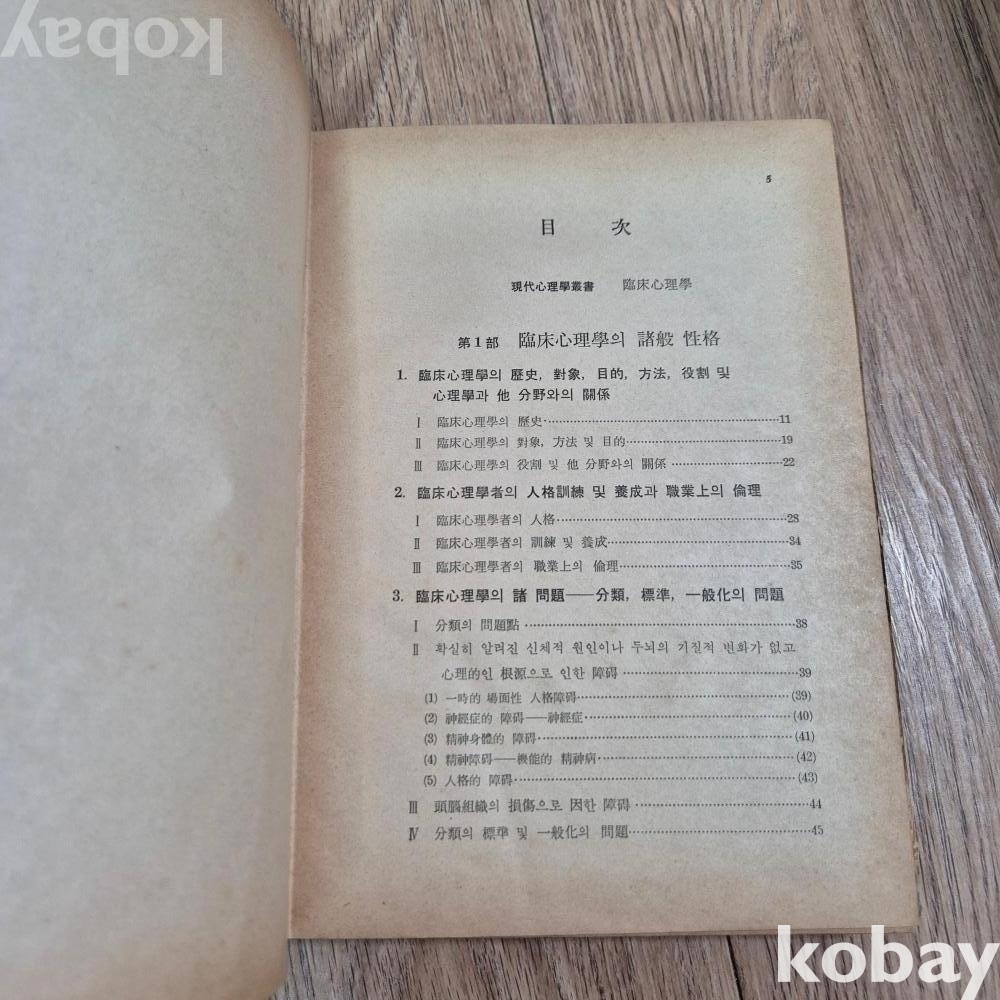 kobay
5
目 次
現代心理學叢書 臨床心理學
第1部 臨床心理學의 諸般 性格
1. 臨床心理學의 歷史, 對象, 目的, 方法, 役割 및
心理學과 他 分野와의 關係
Ⅰ 臨床心理學의 歷史……11
Ⅱ 臨床心理學의 對象, 方法 및 目的……19
Ⅲ 臨床心理學의 役割 및 他 分野와의 關係……22
2. 臨床心理學者의 人格訓練 및 養成과 職業上의 倫理
Ⅰ 臨床心理學者의 人格……28
Ⅱ 臨床心理學者의 訓練 및 養成……34
Ⅲ 臨床心理學者의 職業上의 倫理……35
3. 臨床心理學의 諸 問題——分類, 標準, 一般化의 問題
Ⅰ 分類의 問題點……38
Ⅱ 확실히 알려진 신체적 원인이나 두뇌의 기질적 변화가 없고
心理的인 根源으로 인한 障碍……39
(1) 一時的 場面性 人格障碍……(39)
(2) 神經症的 障碍——神經症……(40)
(3) 精神身體的 障碍……(41)
(4) 精神障碍——機能的 精神病……(42)
(5) 人格的 障碍……(43)
Ⅲ 頭腦組織의 損傷으로 因한 障碍……44
Ⅳ 分類의 標準 및 一般化의 問題……45
kobay